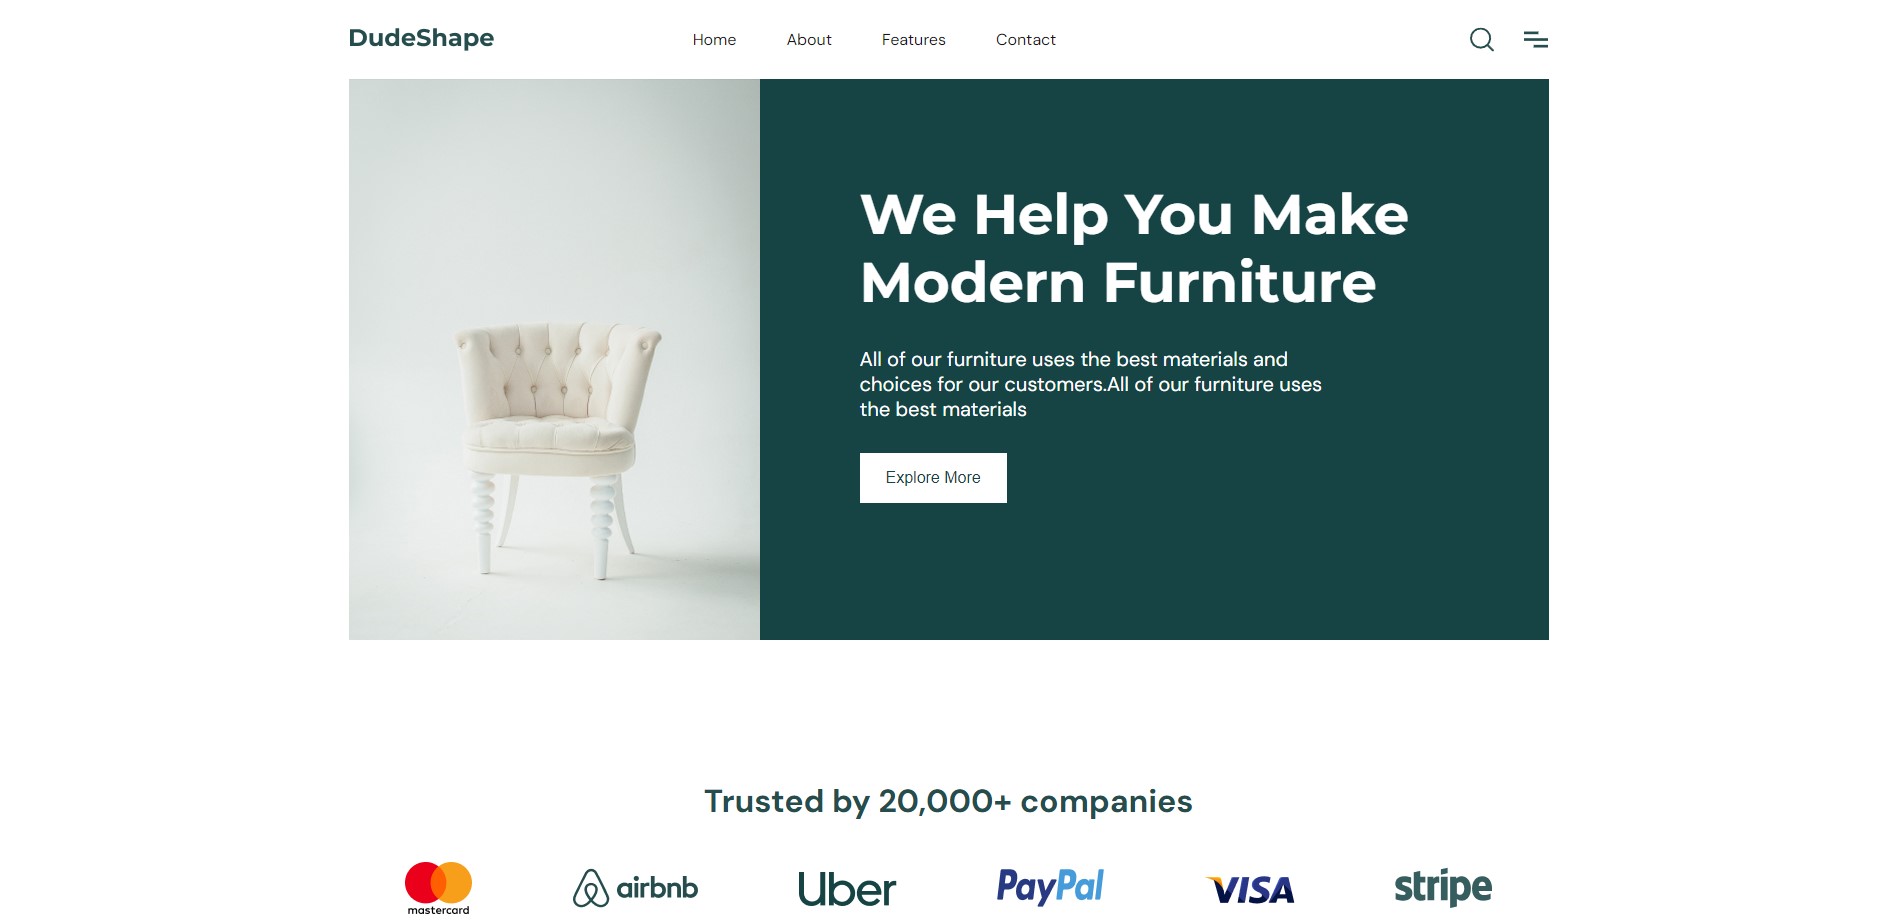 DudeShape
Home About Features Contact
We Help You Make
Modern Furniture
All of our furniture uses the best materials and
choices for our customers.All of our furniture uses
the best materials
Explore More
Trusted by 20,000+ companies
mastercard airbnb Uber PayPal VISA stripe